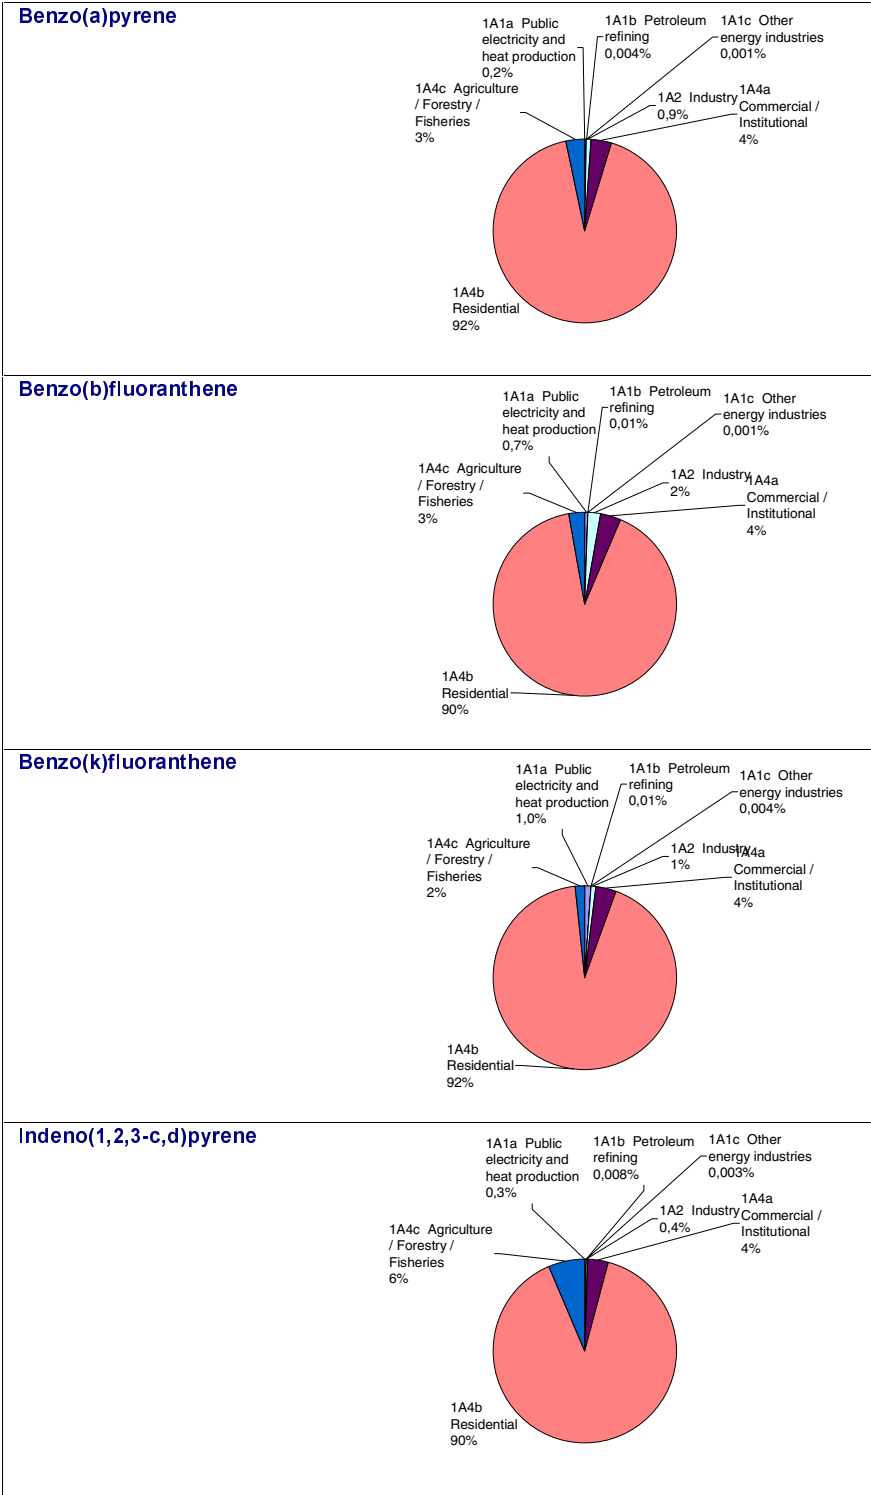 Benzo(a)pyrene
1A1a Public
electricity and
heat production
0,2%
1A1b Petroleum
refining
0,004%
1A1c Other
energy industries
0,001%
1A4c Agriculture
/ Forestry /
Fisheries
3%
1A2 Industry
0,9%
1A4a
Commercial /
Institutional
4%
1A4b
Residential
92%
Benzo(b)fluoranthene
1A1a Public
electricity and
heat production
0,7%
1A1b Petroleum
refining
0,01%
1A1c Other
energy industries
0,001%
1A4c Agriculture
/ Forestry /
Fisheries
3%
1A2 Industry
2%
1A4a
Commercial /
Institutional
4%
1A4b
Residential
90%
Benzo(k)fluoranthene
1A1a Public
electricity and
heat production
1,0%
1A1b Petroleum
refining
0,01%
1A1c Other
energy industries
0,004%
1A4c Agriculture
/ Forestry /
Fisheries
2%
1A2 Industry
1%
1A4a
Commercial /
Institutional
4%
1A4b
Residential
92%
Indeno(1,2,3-c,d)pyrene
1A1a Public
electricity and
heat production
0,3%
1A1b Petroleum
refining
0,008%
1A1c Other
energy industries
0,003%
1A4c Agriculture
/ Forestry /
Fisheries
6%
1A2 Industry
0,4%
1A4a
Commercial /
Institutional
4%
1A4b
Residential
90%